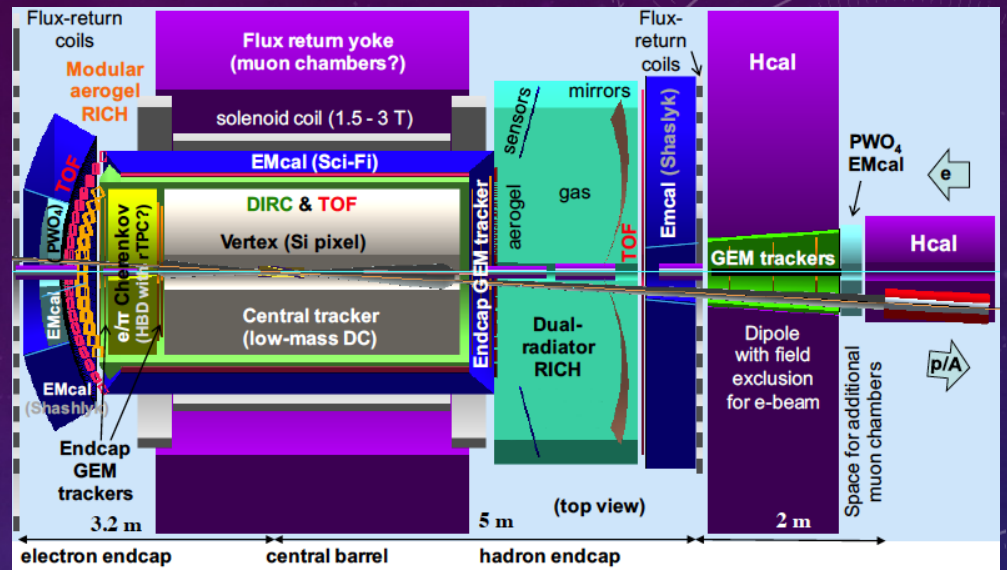 Flux-return
coils
Modular
aerogel
RICH
TOF
(PWO₄)
EMcal
EMcal
(Shashlyk)
Endcap
GEM
trackers
Flux return yoke
(muon chambers?)
solenoid coil (1.5 - 3 T)
EMcal (Sci-Fi)
e/π Cherenkov
(HBD with rTPC?)
DIRC & TOF
Vertex (Si pixel)
Central tracker
(low-mass DC)
Endcap GEM tracker
sensors
mirrors
aerogel
gas
TOF
Dual-
radiator
RICH
Flux-
return
coils
Emcal (Shaslyk)
Hcal
GEM trackers
Dipole
with field
exclusion
for e-beam
PWO₄
EMcal
e
Hcal
p/A
Space for additional
muon chambers
(top view)
3.2 m
5 m
2 m
electron endcap
central barrel
hadron endcap